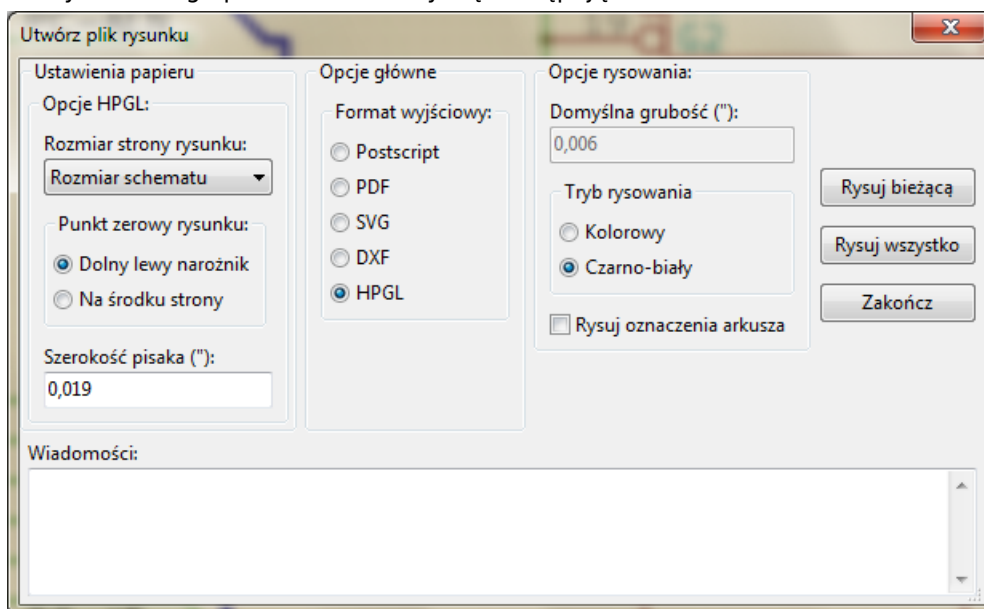 Utwórz plik rysunku
Ustawienia papieru
Opcje HPGL:
Rozmiar strony rysunku:
Rozmiar schematu
Punkt zerowy rysunku:
Dolny lewy narożnik
Na środku strony
Szerokość pisaka ("):
0,019
Opcje główne
Format wyjściowy:
Postscript
PDF
SVG
DXF
HPGL
Opcje rysowania:
Domyślna grubość ("):
0,006
Tryb rysowania
Kolorowy
Czarno-biały
Rysuj oznaczenia arkusza
Rysuj bieżącą
Rysuj wszystko
Zakończ
Wiadomości: